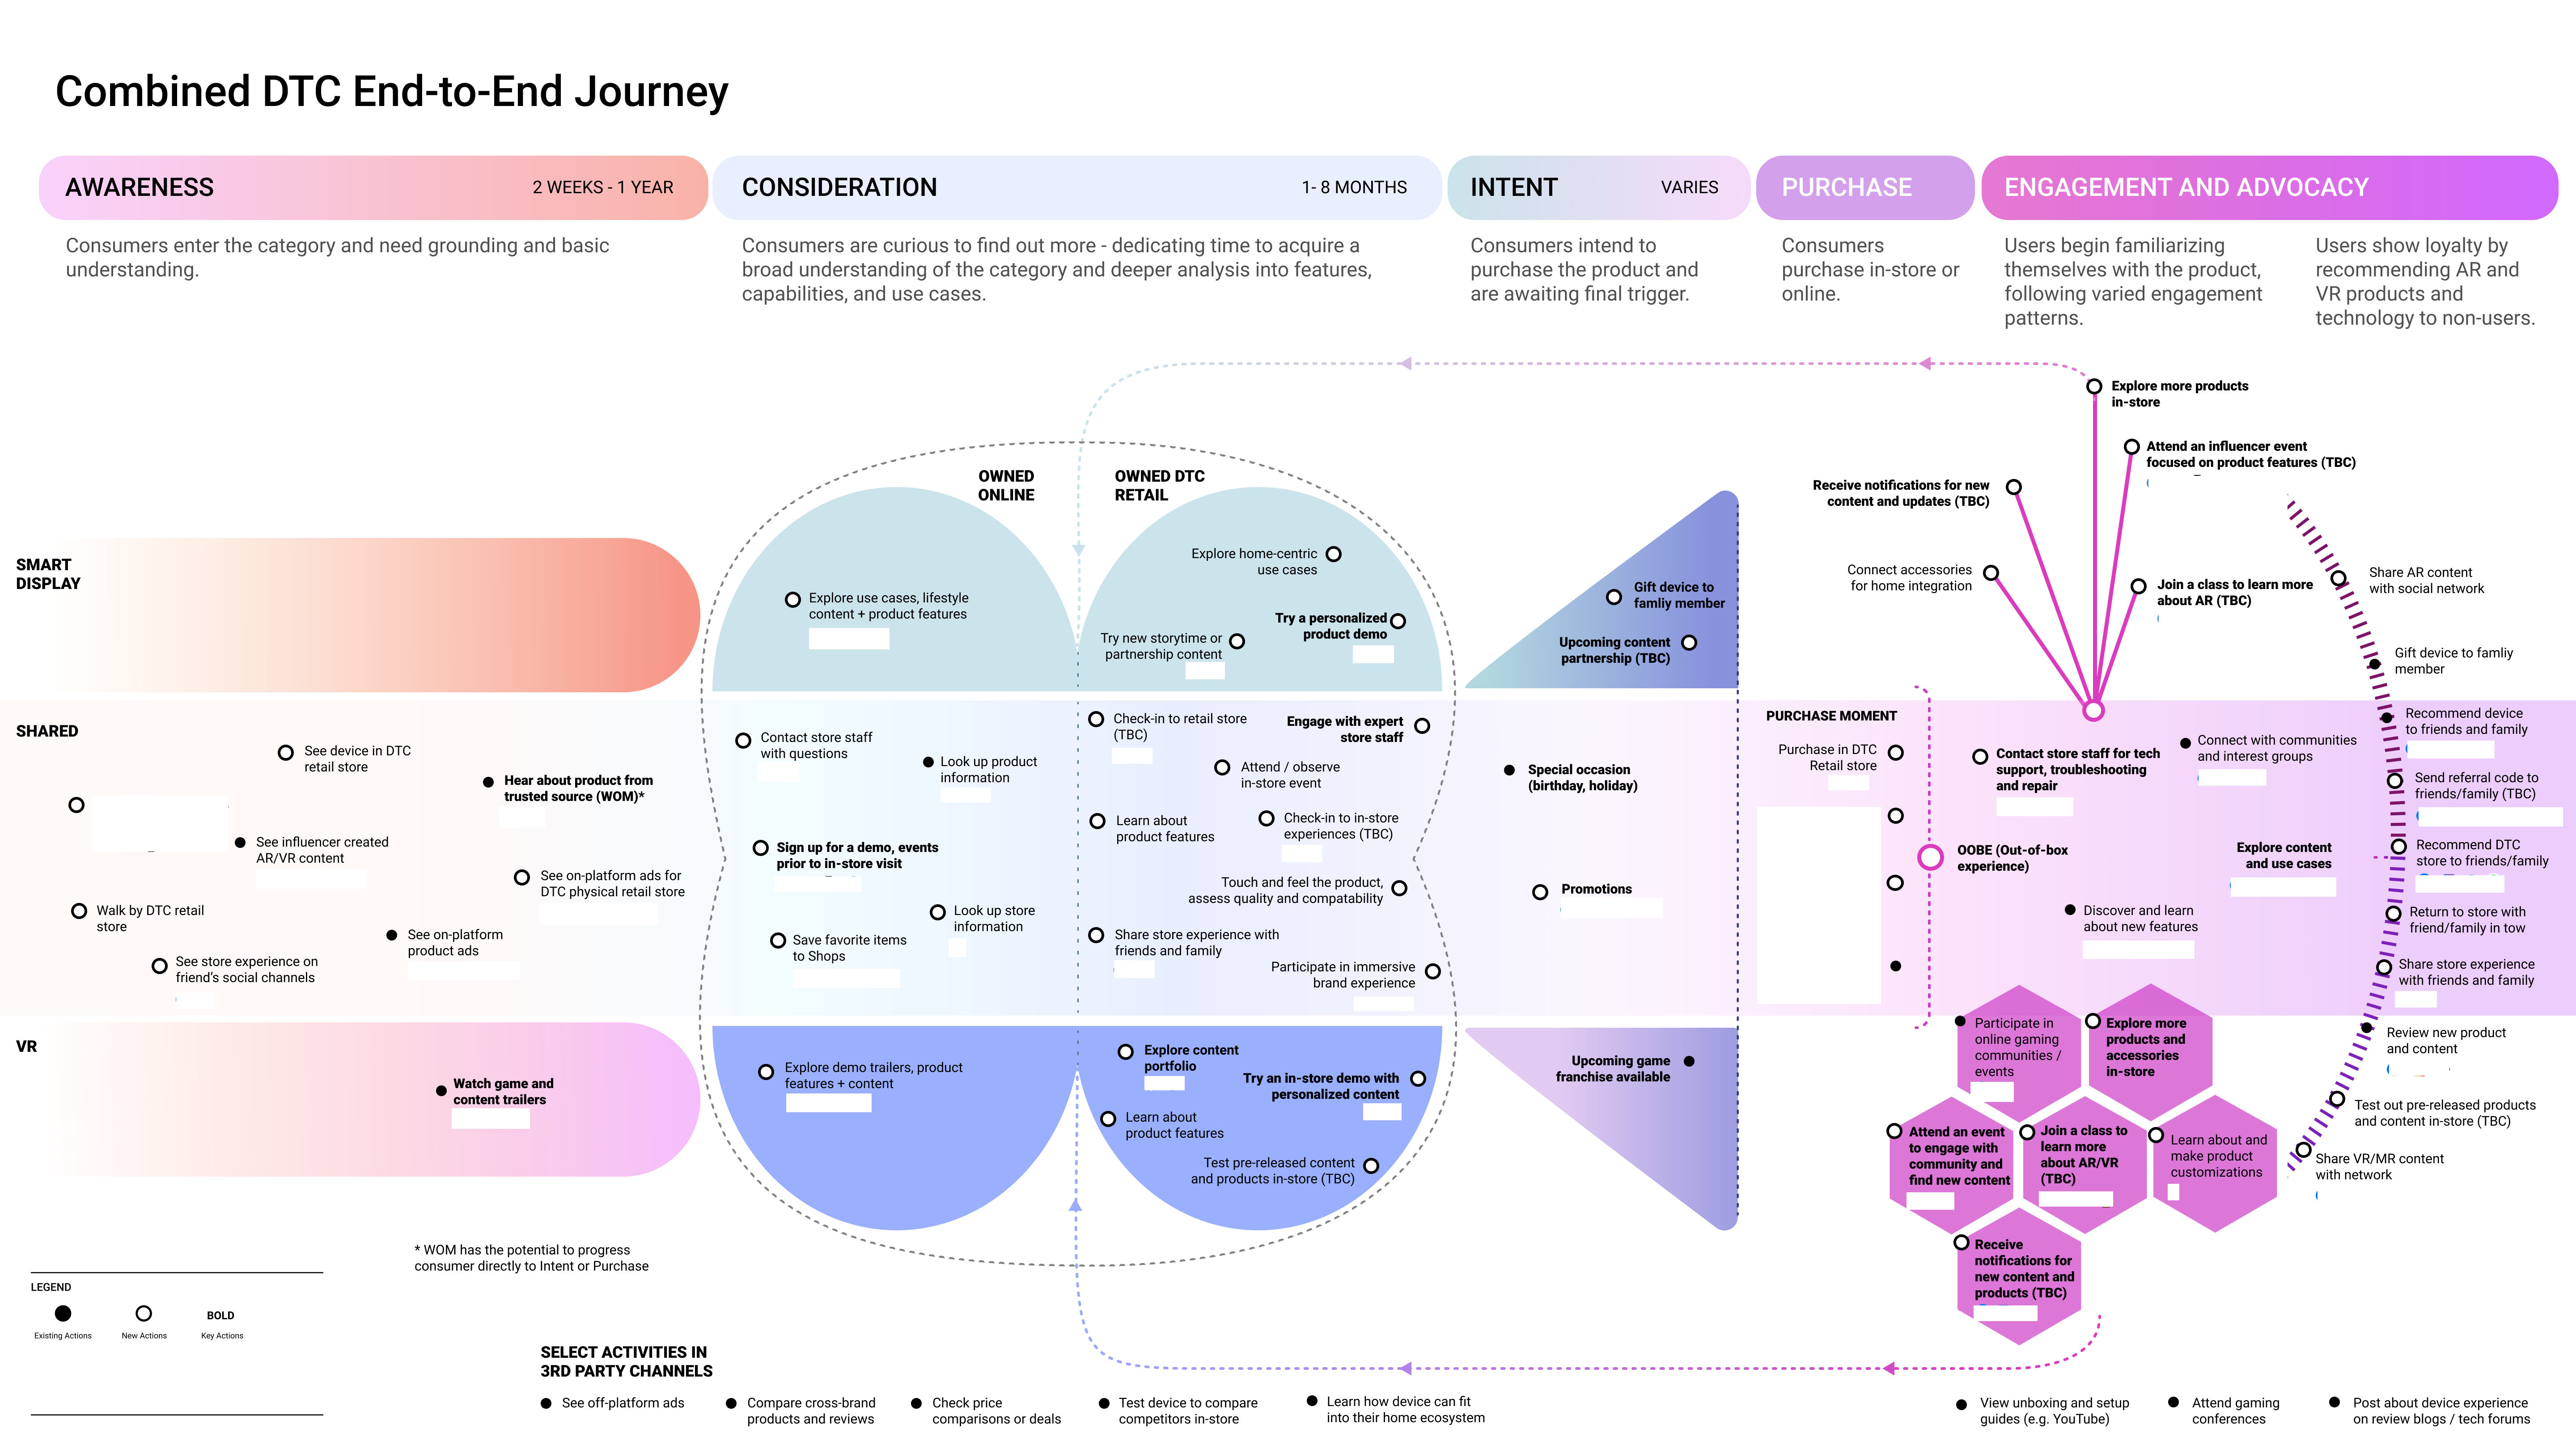 Combined DTC End-to-End Journey
AWARENESS
2 WEEKS - 1 YEAR
Consumers enter the category and need grounding and basic
understanding.
CONSIDERATION
1- 8 MONTHS
Consumers are curious to find out more - dedicating time to acquire a
broad understanding of the category and deeper analysis into features,
capabilities, and use cases.
INTENT
VARIES
Consumers intend to
purchase the product and
are awaiting final trigger.
PURCHASE
Consumers
purchase in-store or
online.
ENGAGEMENT AND ADVOCACY
Users begin familiarizing
themselves with the product,
following varied engagement
patterns.
Users show loyalty by
recommending AR and
VR products and
technology to non-users.
SMART
DISPLAY
OWNED
ONLINE
OWNED DTC
RETAIL
Explore use cases, lifestyle
content + product features
Explore home-centric
use cases
Try a personalized
product demo
Try new storytime or
partnership content
Gift device to
famliy member
Upcoming content
partnership (TBC)
Explore more products
in-store
Attend an influencer event
focused on product features (TBC)
Receive notifications for new
content and updates (TBC)
Connect accessories
for home integration
Join a class to learn more
about AR (TBC)
Share AR content
with social network
Gift device to famliy
member
SHARED
See device in DTC
retail store
Hear about product from
trusted source (WOM)*
See influencer created
AR/VR content
See on-platform ads for
DTC physical retail store
Walk by DTC retail
store
See on-platform
product ads
See store experience on
friend's social channels
Contact store staff
with questions
Look up product
information
Sign up for a demo, events
prior to in-store visit
Look up store
information
Save favorite items
to Shops
Check-in to retail store
(TBC)
Engage with expert
store staff
Attend / observe
in-store event
Learn about
product features
Check-in to in-store
experiences (TBC)
Touch and feel the product,
assess quality and compatability
Share store experience with
friends and family
Participate in immersive
brand experience
Special occasion
(birthday, holiday)
Promotions
PURCHASE MOMENT
Purchase in DTC
Retail store
OOBE (Out-of-box
experience)
Contact store staff for tech
support, troubleshooting
and repair
Connect with communities
and interest groups
Explore content
and use cases
Discover and learn
about new features
Recommend device
to friends and family
Send referral code to
friends/family (TBC)
Recommend DTC
store to friends/family
Return to store with
friend/family in tow
Share store experience
with friends and family
VR
Watch game and
content trailers
Explore demo trailers, product
features + content
Explore content
portfolio
Try an in-store demo with
personalized content
Learn about
product features
Test pre-released content
and products in-store (TBC)
Upcoming game
franchise available
Participate in
online gaming
communities /
events
Explore more
products and
accessories
in-store
Attend an event
to engage with
community and
find new content
Join a class to
learn more
about AR/VR
(TBC)
Learn about and
make product
customizations
Receive
notifications for
new content and
products (TBC)
Review new product
and content
Test out pre-released products
and content in-store (TBC)
Share VR/MR content
with network
* WOM has the potential to progress
consumer directly to Intent or Purchase
LEGEND
BOLD
Existing Actions
New Actions
Key Actions
SELECT ACTIVITIES IN
3RD PARTY CHANNELS
See off-platform ads
Compare cross-brand
products and reviews
Check price
comparisons or deals
Test device to compare
competitors in-store
Learn how device can fit
into their home ecosystem
View unboxing and setup
guides (e.g. YouTube)
Attend gaming
conferences
Post about device experience
on review blogs / tech forums